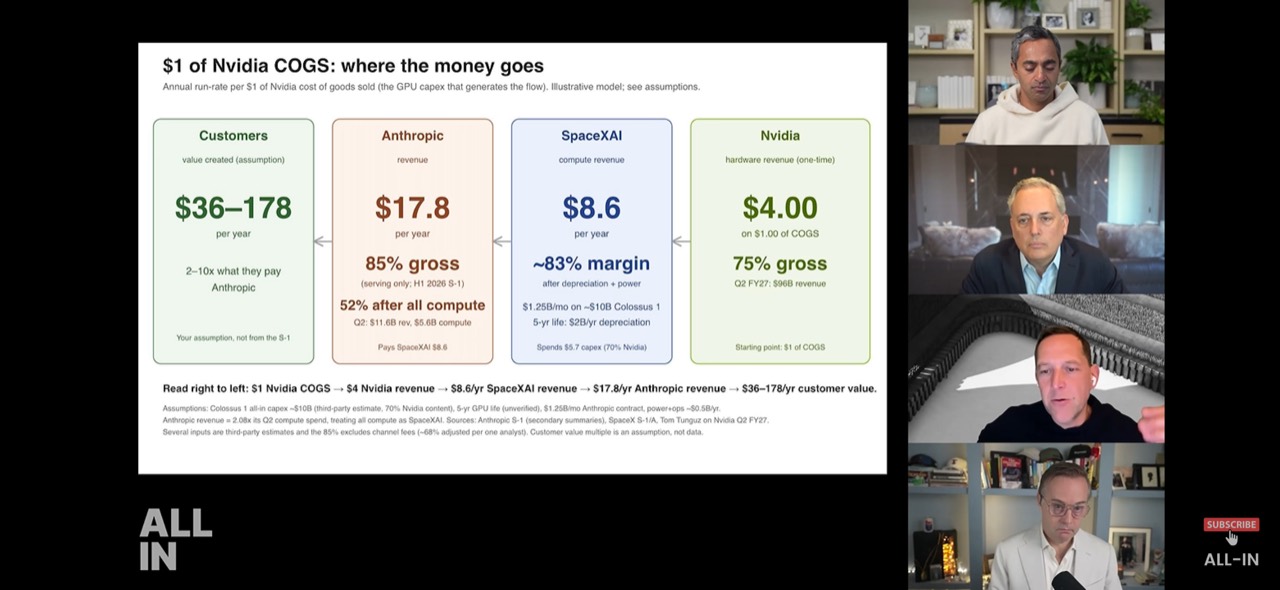 $1 of Nvidia COGS: where the money goes
Annual run-rate per $1 of Nvidia cost of goods sold (the GPU capex that generates the flow). Illustrative model; see assumptions.
Customers
value created (assumption)
$36–178
per year
2–10x what they pay
Anthropic
Your assumption, not from the S-1
Anthropic
revenue
$17.8
per year
85% gross
(serving only; H1 2026 S-1)
52% after all compute
Q2: $11.6B rev, $5.6B compute
Pays SpaceXAI $8.6
SpaceXAI
compute revenue
$8.6
per year
~83% margin
after depreciation + power
$1.25B/mo on ~$10B Colossus 1
5-yr life: $2B/yr depreciation
Spends $5.7 capex (70% Nvidia)
Nvidia
hardware revenue (one-time)
$4.00
on $1.00 of COGS
75% gross
Q2 FY27: $96B revenue
Starting point: $1 of COGS
Read right to left: $1 Nvidia COGS → $4 Nvidia revenue → $8.6/yr SpaceXAI revenue → $17.8/yr Anthropic revenue → $36–178/yr customer value.
Assumptions: Colossus 1 all-in capex ~$10B (third-party estimate, 70% Nvidia content), 5-yr GPU life (unverified), $1.25B/mo Anthropic contract, power+ops ~$0.5B/yr.
Anthropic revenue = 2.08x its Q2 compute spend, treating all compute as SpaceXAI. Sources: Anthropic S-1 (secondary summaries), SpaceX S-1/A, Tom Tunguz on Nvidia Q2 FY27.
Several inputs are third-party estimates and the 85% excludes channel fees (~68% adjusted per one analyst). Customer value multiple is an assumption, not data.
ALL
IN
SUBSCRIBE
ALL-IN